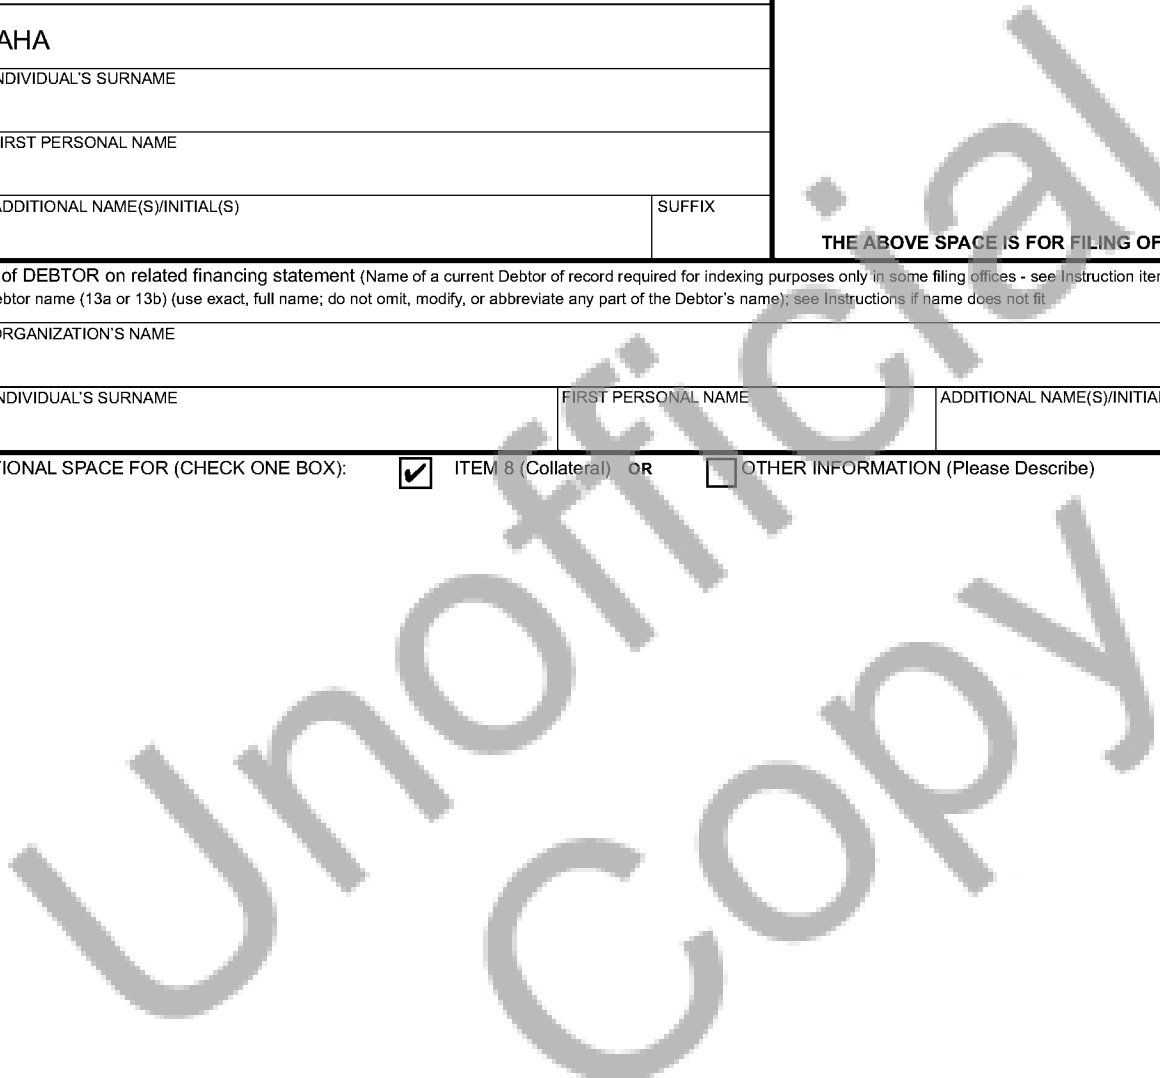 AHA
NDIVIDUAL'S SURNAME
IRST PERSONAL NAME
ADDITIONAL NAME(S)/INITIAL(S) SUFFIX
THE ABOVE SPACE IS FOR FILING OF
of DEBTOR on related financing statement (Name of a current Debtor of record required for indexing purposes only in some filing offices - see Instruction iter
ebtor name (13a or 13b) (use exact, full name; do not omit, modify, or abbreviate any part of the Debtor's name); see Instructions if name does not fit
ORGANIZATION'S NAME
NDIVIDUAL'S SURNAME FIRST PERSONAL NAME ADDITIONAL NAME(S)/INITIAL
IONAL SPACE FOR (CHECK ONE BOX): ✔ ITEM 8 (Collateral) OR OTHER INFORMATION (Please Describe)
Unofficial
Copy